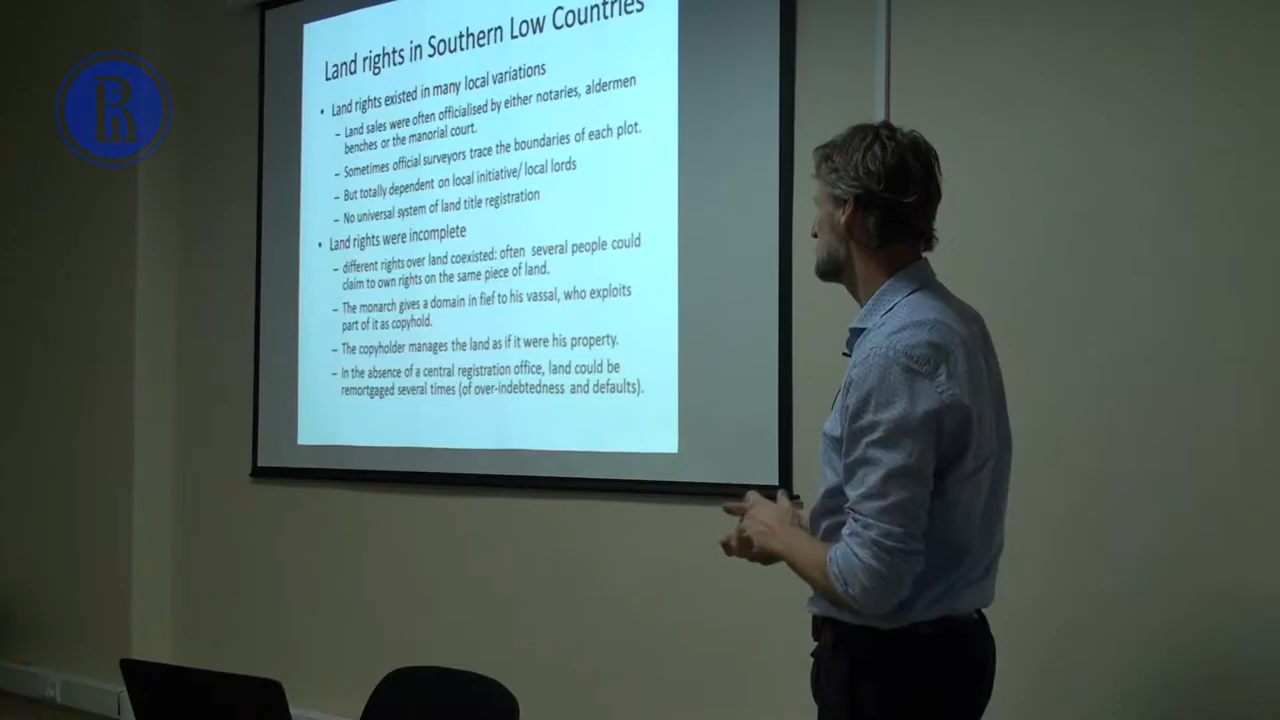 Land rights in Southern Low Countries
• Land rights existed in many local variations
– Land sales were often officialised by either notaries, aldermen
benches or the manorial court.
– Sometimes official surveyors trace the boundaries of each plot.
– But totally dependent on local initiative/ local lords
– No universal system of land title registration
• Land rights were incomplete
– different rights over land coexisted: often several people could
claim to own rights on the same piece of land.
– The monarch gives a domain in fief to his vassal, who exploits
part of it as copyhold.
– The copyholder manages the land as if it were his property.
– In the absence of a central registration office, land could be
remortgaged several times (of over-indebtedness and defaults).